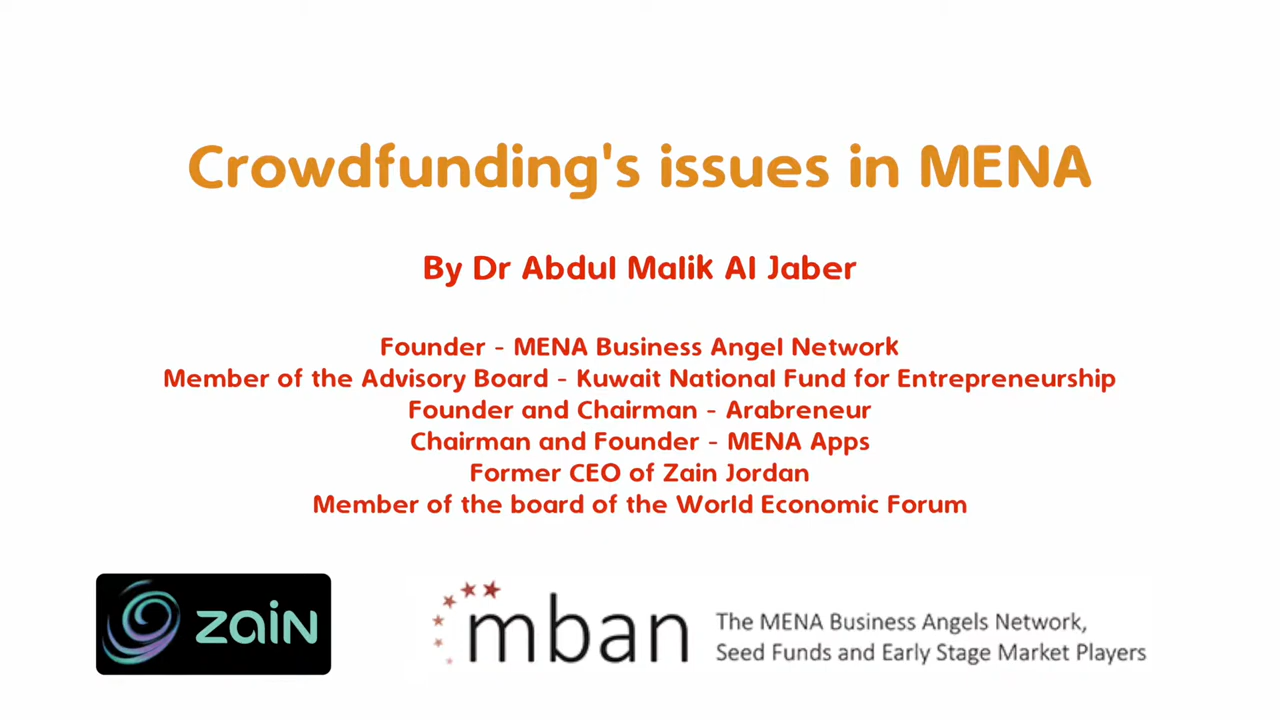 Crowdfunding's issues in MENA
By Dr Abdul Malik Al Jaber
Founder - MENA Business Angel Network
Member of the Advisory Board - Kuwait National Fund for Entrepreneurship
Founder and Chairman - Arabreneur
Chairman and Founder - MENA Apps
Former CEO of Zain Jordan
Member of the board of the World Economic Forum
zain
mban
The MENA Business Angels Network,
Seed Funds and Early Stage Market Players